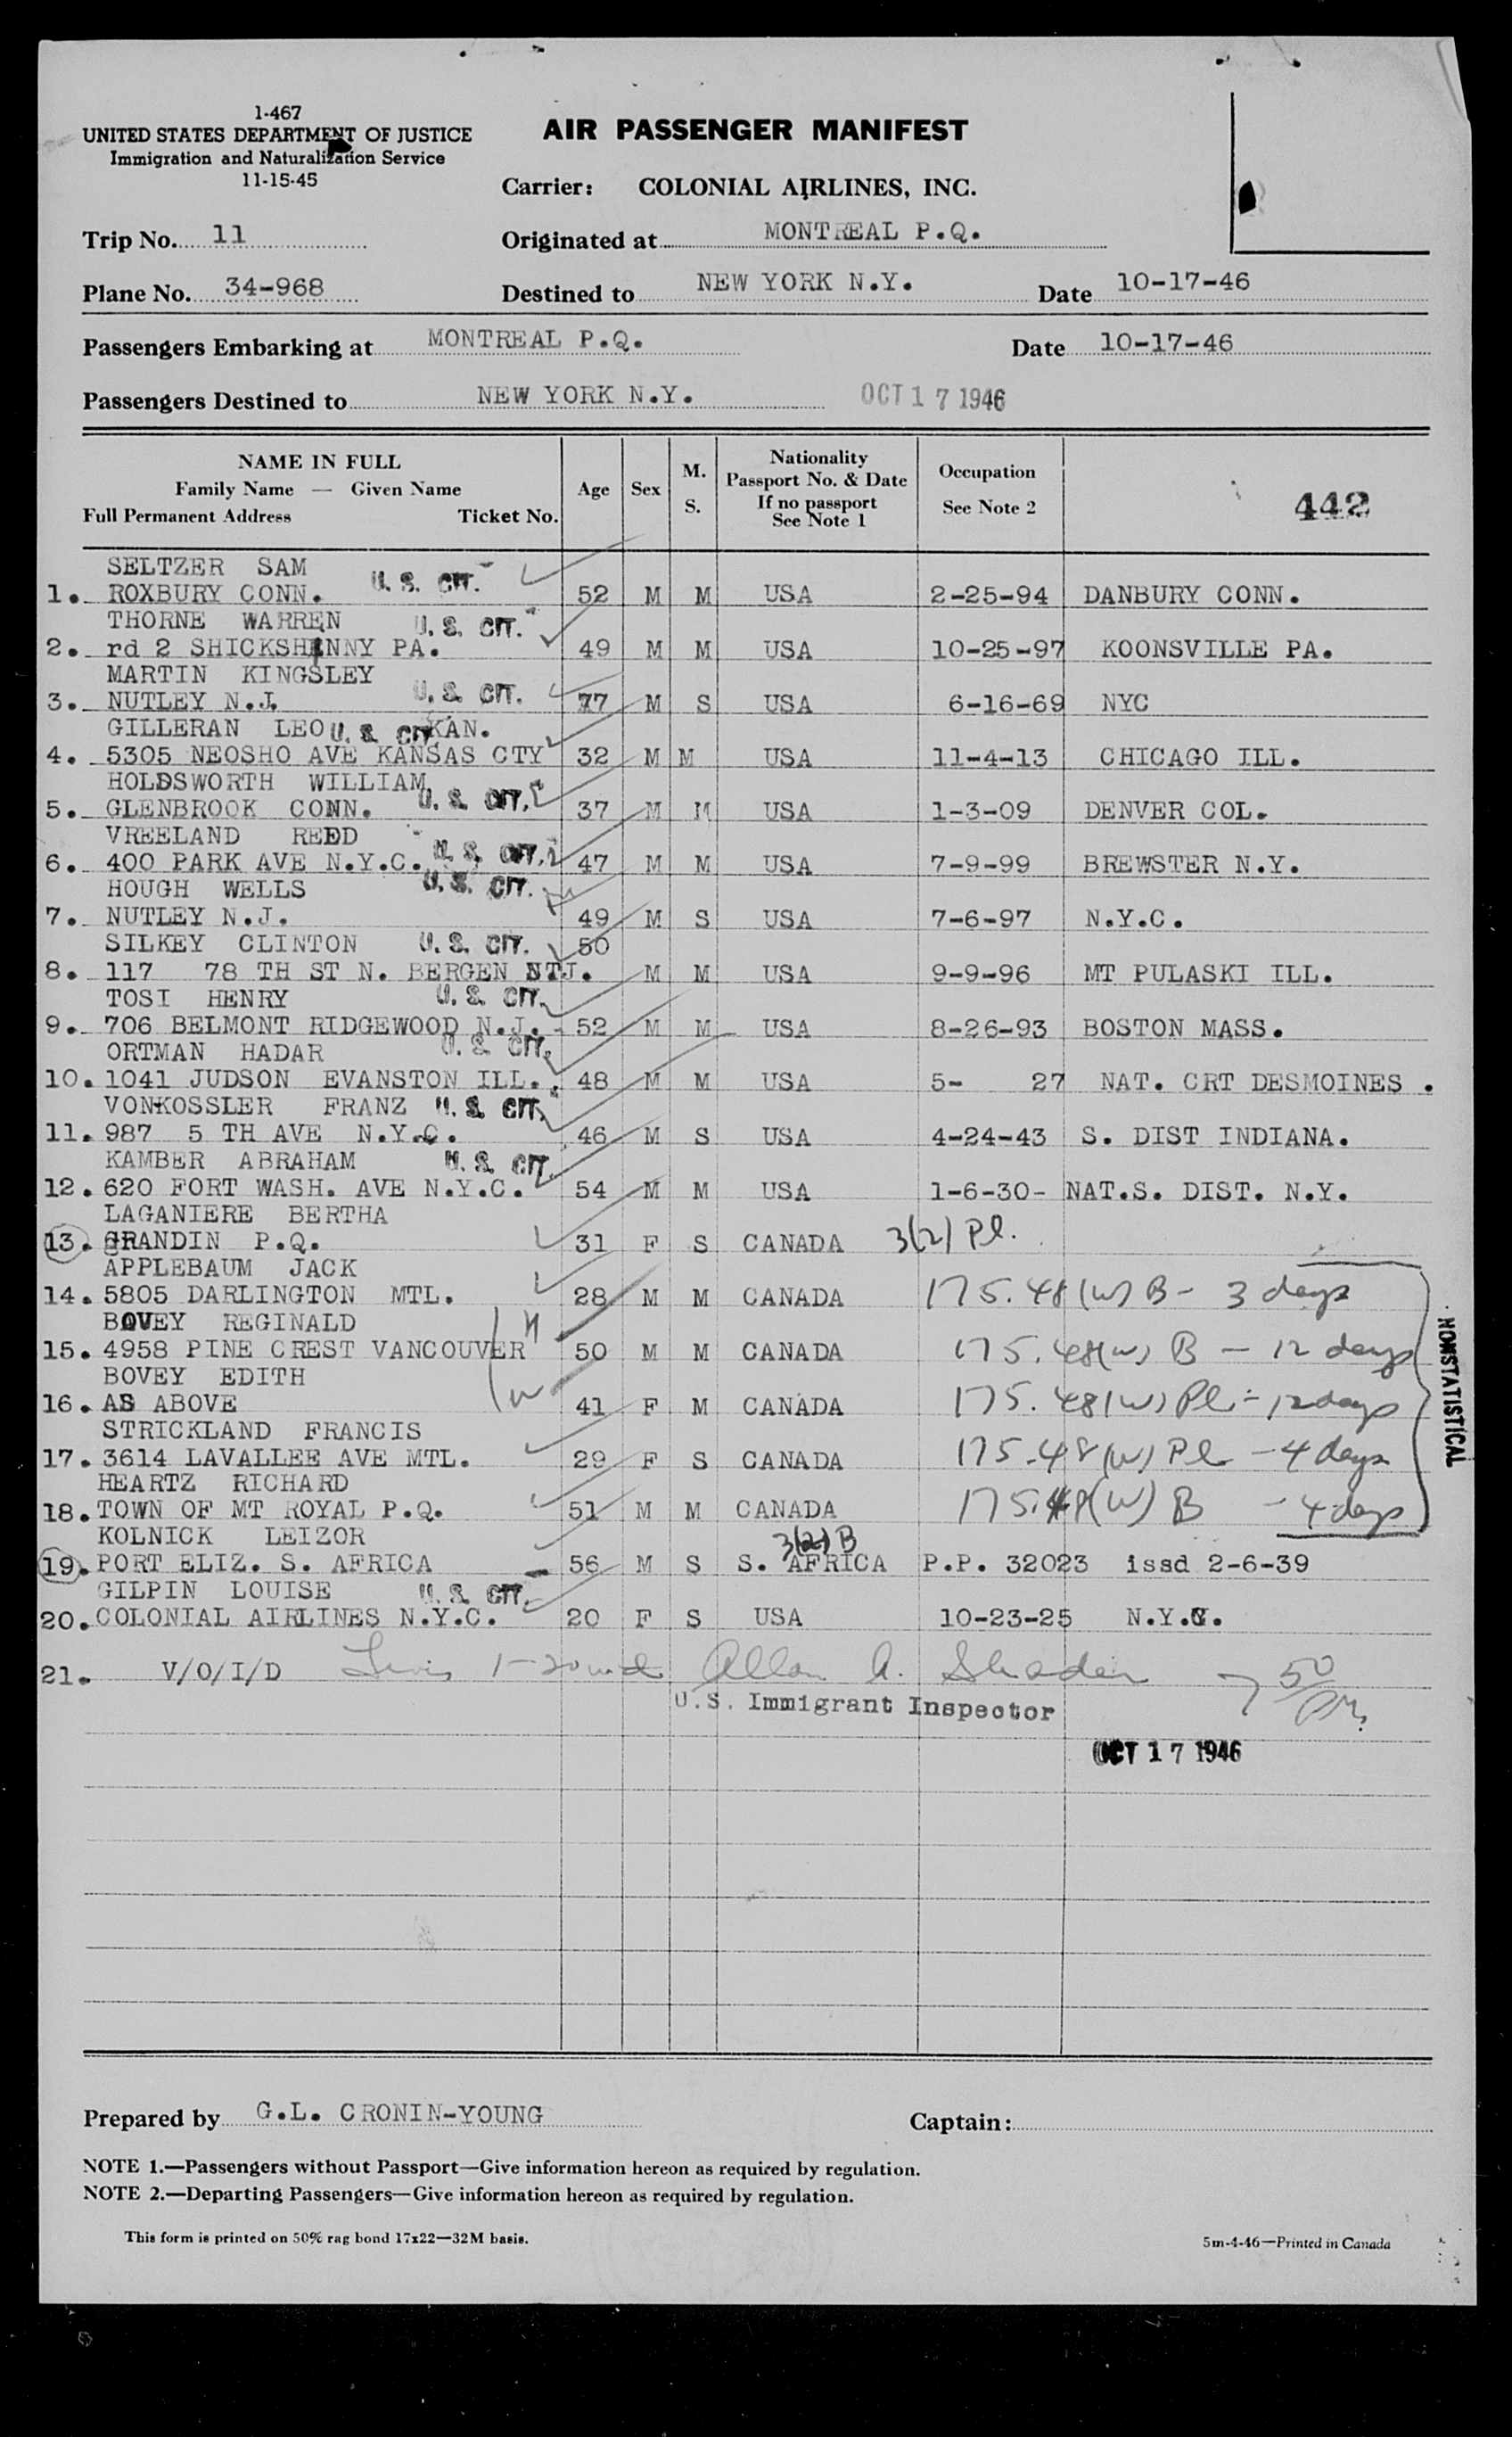 1-467
UNITED STATES DEPARTMENT OF JUSTICE
Immigration and Naturalization Service
11-15-45
AIR PASSENGER MANIFEST
Carrier: COLONIAL AIRLINES, INC.
Trip No. 11 Originated at MONTREAL P.Q.
Plane No. 34-968 Destined to NEW YORK N.Y. Date 10-17-46
Passengers Embarking at MONTREAL P.Q. Date 10-17-46
Passengers Destined to NEW YORK N.Y. OCT 17 1946
NAME IN FULL
Family Name — Given Name
Full Permanent Address Ticket No.
Age
Sex
M.
S.
Nationality
Passport No. & Date
If no passport
See Note 1
Occupation
See Note 2
442
SELTZER SAM
1. ROXBURY CONN. U. S. CIT. 52 M M USA 2-25-94 DANBURY CONN.
THORNE WARREN U. S. CIT.
2. rd 2 SHICKSHINNY PA. 49 M M USA 10-25-97 KOONSVILLE PA.
MARTIN KINGSLEY
3. NUTLEY N.J. U. S. CIT. 77 M S USA 6-16-69 NYC
GILLERAN LEO U. S. CIT KAN.
4. 5305 NEOSHO AVE KANSAS CTY 32 M M USA 11-4-13 CHICAGO ILL.
HOLDSWORTH WILLIAM
5. GLENBROOK CONN. U. S. CIT. 37 M M USA 1-3-09 DENVER COL.
VREELAND REED
6. 400 PARK AVE N.Y.C. U. S. CIT. 47 M M USA 7-9-99 BREWSTER N.Y.
HOUGH WELLS U. S. CIT.
7. NUTLEY N.J. 49 M S USA 7-6-97 N.Y.C.
SILKEY CLINTON U. S. CIT. 50
8. 117 78 TH ST N. BERGEN N.J. M M USA 9-9-96 MT PULASKI ILL.
TOSI HENRY U. S. CIT.
9. 706 BELMONT RIDGEWOOD N.J. 52 M M USA 8-26-93 BOSTON MASS.
ORTMAN HADAR U. S. CIT.
10. 1041 JUDSON EVANSTON ILL. 48 M M USA 5- 27 NAT. CRT DESMOINES .
VONKOSSLER FRANZ U. S. CIT.
11. 987 5 TH AVE N.Y.C. 46 M S USA 4-24-43 S. DIST INDIANA.
KAMBER ABRAHAM U. S. CIT.
12. 620 FORT WASH. AVE N.Y.C. 54 M M USA 1-6-30- NAT.S. DIST. N.Y.
LAGANIERE BERTHA
13. GRANDIN P.Q. 31 F S CANADA 3(2) Pl.
APPLEBAUM JACK
14. 5805 DARLINGTON MTL. 28 M M CANADA 175.48(W) B - 3 days
BOVEY REGINALD H
15. 4958 PINE CREST VANCOUVER 50 M M CANADA 175.48(W) B - 12 days
BOVEY EDITH
16. AS ABOVE W 41 F M CANADA 175.48(W) Pl - 12 days
STRICKLAND FRANCIS
17. 3614 LAVALLEE AVE MTL. 29 F S CANADA 175.48(W) Pl - 4 days
HEARTZ RICHARD
18. TOWN OF MT ROYAL P.Q. 51 M M CANADA 175.48(W) B - 4 days
NONSTATISTICAL
KOLNICK LEIZOR 3(2) B
19. PORT ELIZ. S. AFRICA 56 M S S. AFRICA P.P. 32023 issd 2-6-39
GILPIN LOUISE U. S. CIT.
20. COLONIAL AIRLINES N.Y.C. 20 F S USA 10-23-25 N.Y.C.
21. V/O/I/D Allan A.
U.S. Immigrant Inspector
7 50 PM.
OCT 17 1946
Prepared by G.L. CRONIN-YOUNG Captain:
NOTE 1.—Passengers without Passport—Give information hereon as required by regulation.
NOTE 2.—Departing Passengers—Give information hereon as required by regulation.
This form is printed on 50% rag bond 17x22—32M basis. 5m-4-46—Printed in Canada